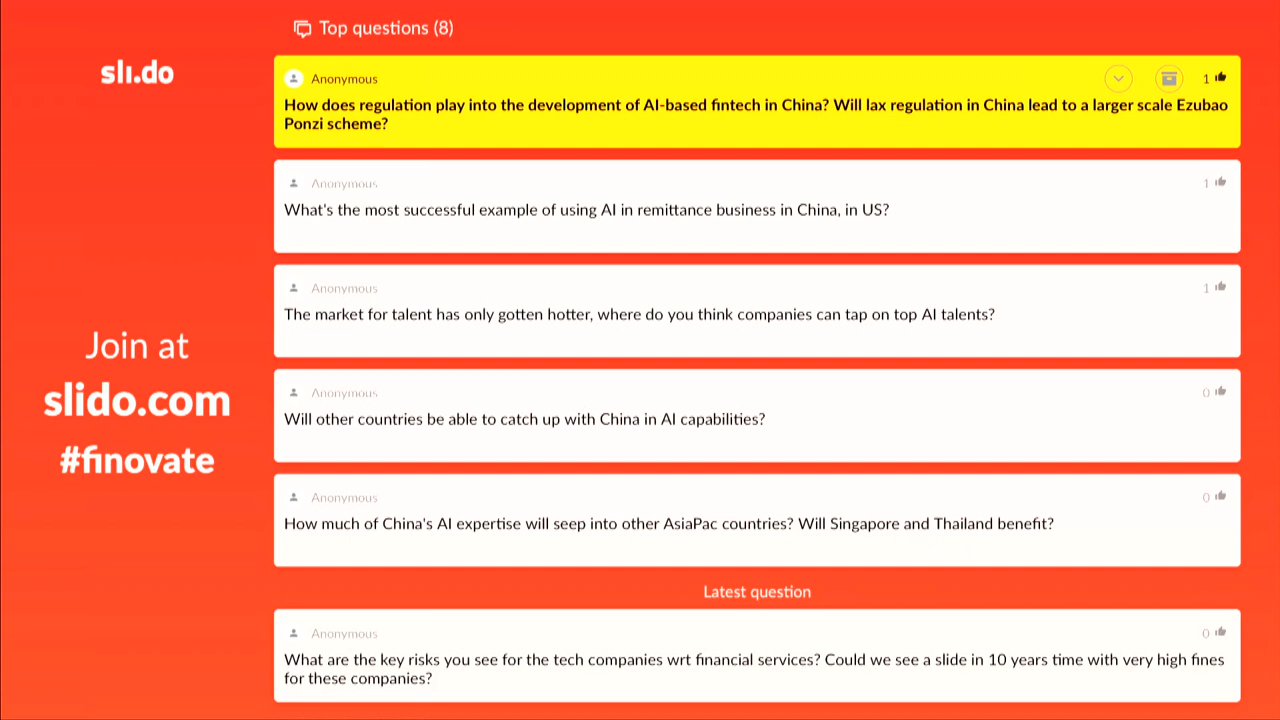 Top questions (8)
sli.do
Anonymous
1
How does regulation play into the development of AI-based fintech in China? Will lax regulation in China lead to a larger scale Ezubao
Ponzi scheme?
Anonymous
1
What's the most successful example of using AI in remittance business in China, in US?
Anonymous
1
The market for talent has only gotten hotter, where do you think companies can tap on top AI talents?
Join at
slido.com
#finovate
Anonymous
0
Will other countries be able to catch up with China in AI capabilities?
Anonymous
0
How much of China's AI expertise will seep into other AsiaPac countries? Will Singapore and Thailand benefit?
Latest question
Anonymous
0
What are the key risks you see for the tech companies wrt financial services? Could we see a slide in 10 years time with very high fines
for these companies?